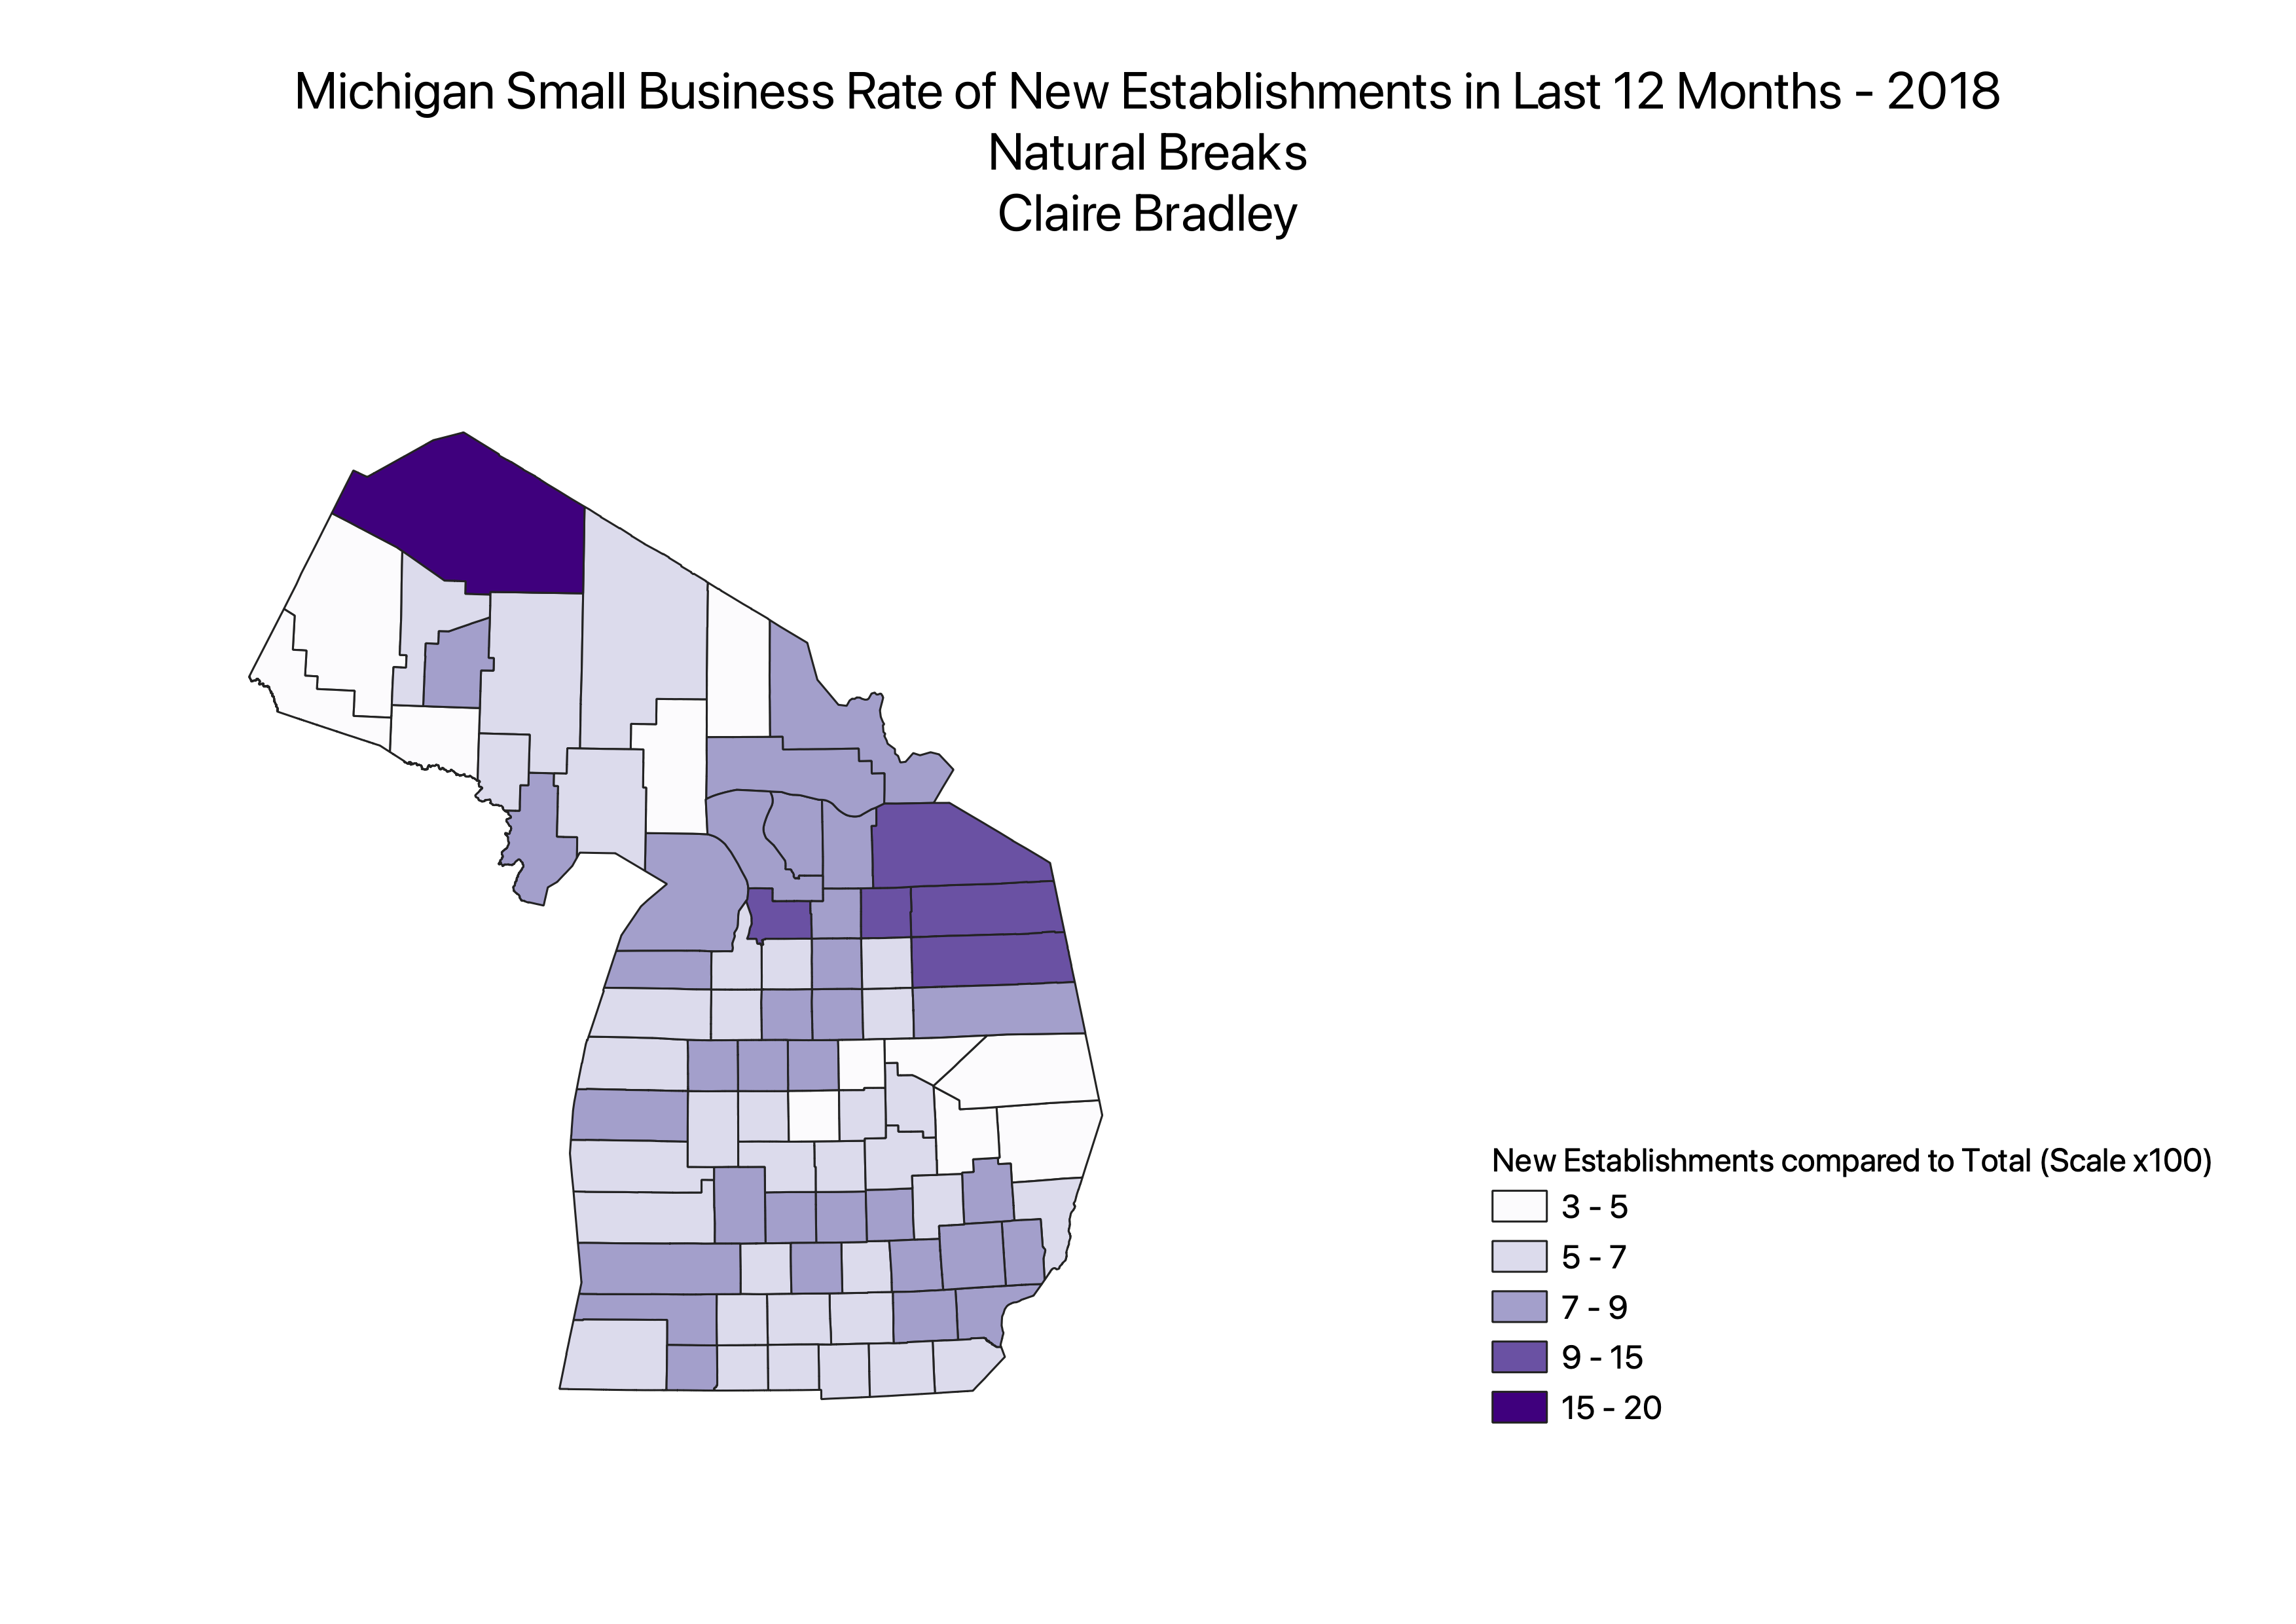 Michigan Small Business Rate of New Establishments in Last 12 Months - 2018
Natural Breaks
Claire Bradley
New Establishments compared to Total (Scale x100)
3 - 5
5 - 7
7 - 9
9 - 15
15 - 20